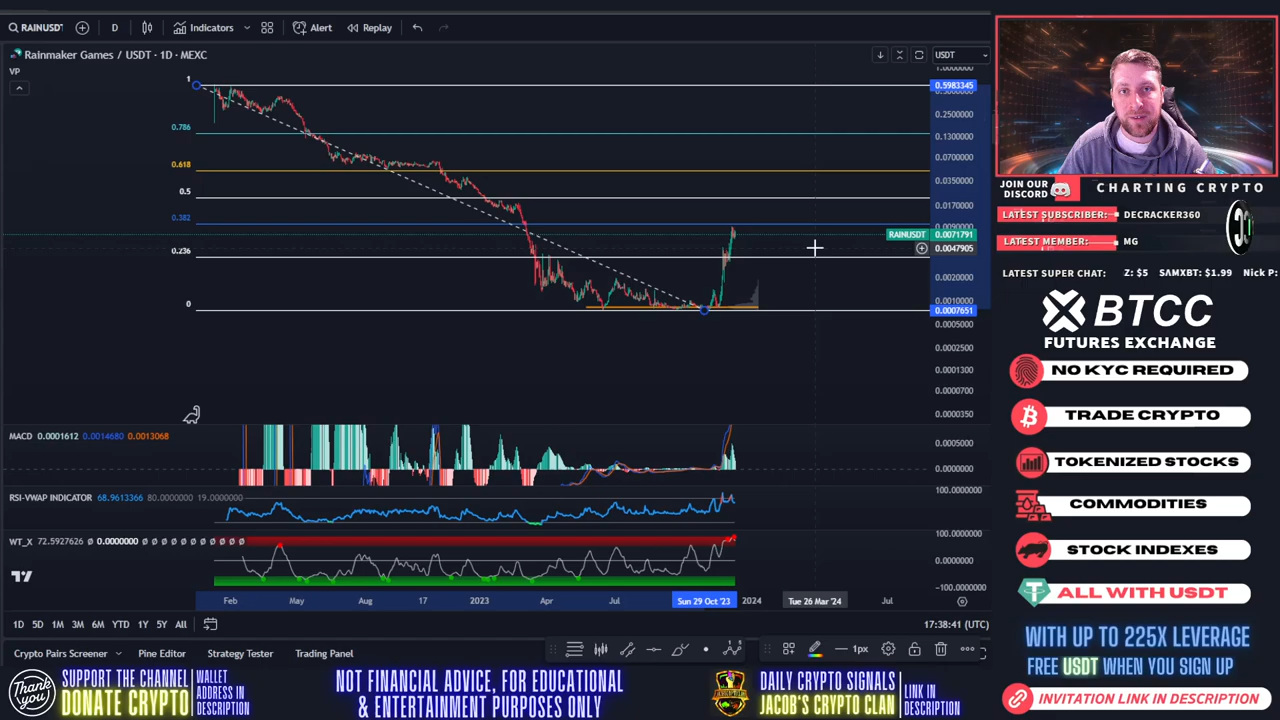 RAINUSDT
D
Indicators
Alert
Replay
Rainmaker Games / USDT · 1D · MEXC
USDT
VP
1
0.786
0.618
0.5
0.382
0.236
0
1.0000000
0.5983345
0.2500000
0.1300000
0.0700000
0.0350000
0.0170000
RAINUSDT
0.0071791
0.0047905
0.0020000
0.0010000
0.0007651
0.0005000
0.0002500
0.0001300
0.0000700
0.0000350
MACD 0.0001612 0.0014680 0.0013068
0.0005000
0.0000000
RSI-VWAP INDICATOR 68.9613366 80.0000000 19.0000000
100.0000000
WT_X 72.5927626 Ø 0.0000000 Ø Ø Ø Ø Ø Ø Ø Ø Ø Ø Ø
100.0000000
0.0000000
-100.0000000
Feb
May
Aug
17
2023
Apr
Jul
Sun 29 Oct '23
2024
Tue 26 Mar '24
Jul
1D 5D 1M 3M 6M YTD 1Y 5Y All
17:38:41 (UTC)
Crypto Pairs Screener
Pine Editor
Strategy Tester
Trading Panel
1px
JOIN OUR
DISCORD
CHARTING CRYPTO
LATEST SUBSCRIBER:
DECRACKER360
LATEST MEMBER:
MG
LATEST SUPER CHAT:
Z: $5 SAMXBT: $1.99 Nick P:
BTCC
FUTURES EXCHANGE
NO KYC REQUIRED
TRADE CRYPTO
TOKENIZED STOCKS
COMMODITIES
STOCK INDEXES
ALL WITH USDT
WITH UP TO 225X LEVERAGE
FREE USDT WHEN YOU SIGN UP
INVITATION LINK IN DESCRIPTION
Thank
you
SUPPORT THE CHANNEL
DONATE CRYPTO
WALLET
ADDRESS IN
DESCRIPTION
NOT FINANCIAL ADVICE, FOR EDUCATIONAL
& ENTERTAINMENT PURPOSES ONLY
DAILY CRYPTO SIGNALS
JACOB'S CRYPTO CLAN
LINK IN
DESCRIPTION